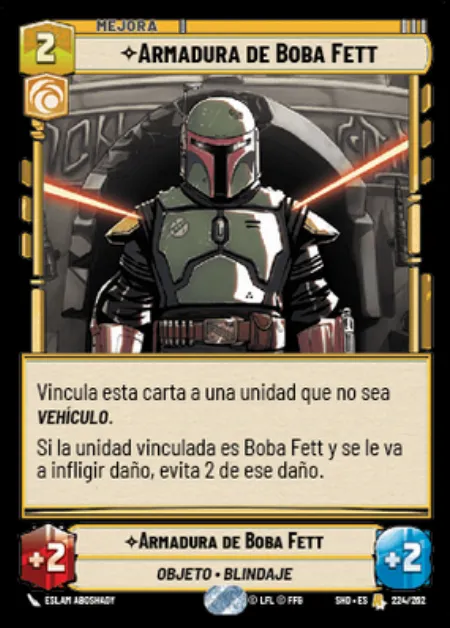 MEJORA
2
✧ARMADURA DE BOBA FETT
Vincula esta carta a una unidad que no sea
VEHÍCULO.
Si la unidad vinculada es Boba Fett y se le va
a infligir daño, evita 2 de ese daño.
+2
✧ARMADURA DE BOBA FETT
+2
OBJETO • BLINDAJE
ESLAM ABOSHADY
© LFL © FFG
SHD • ES
224/262